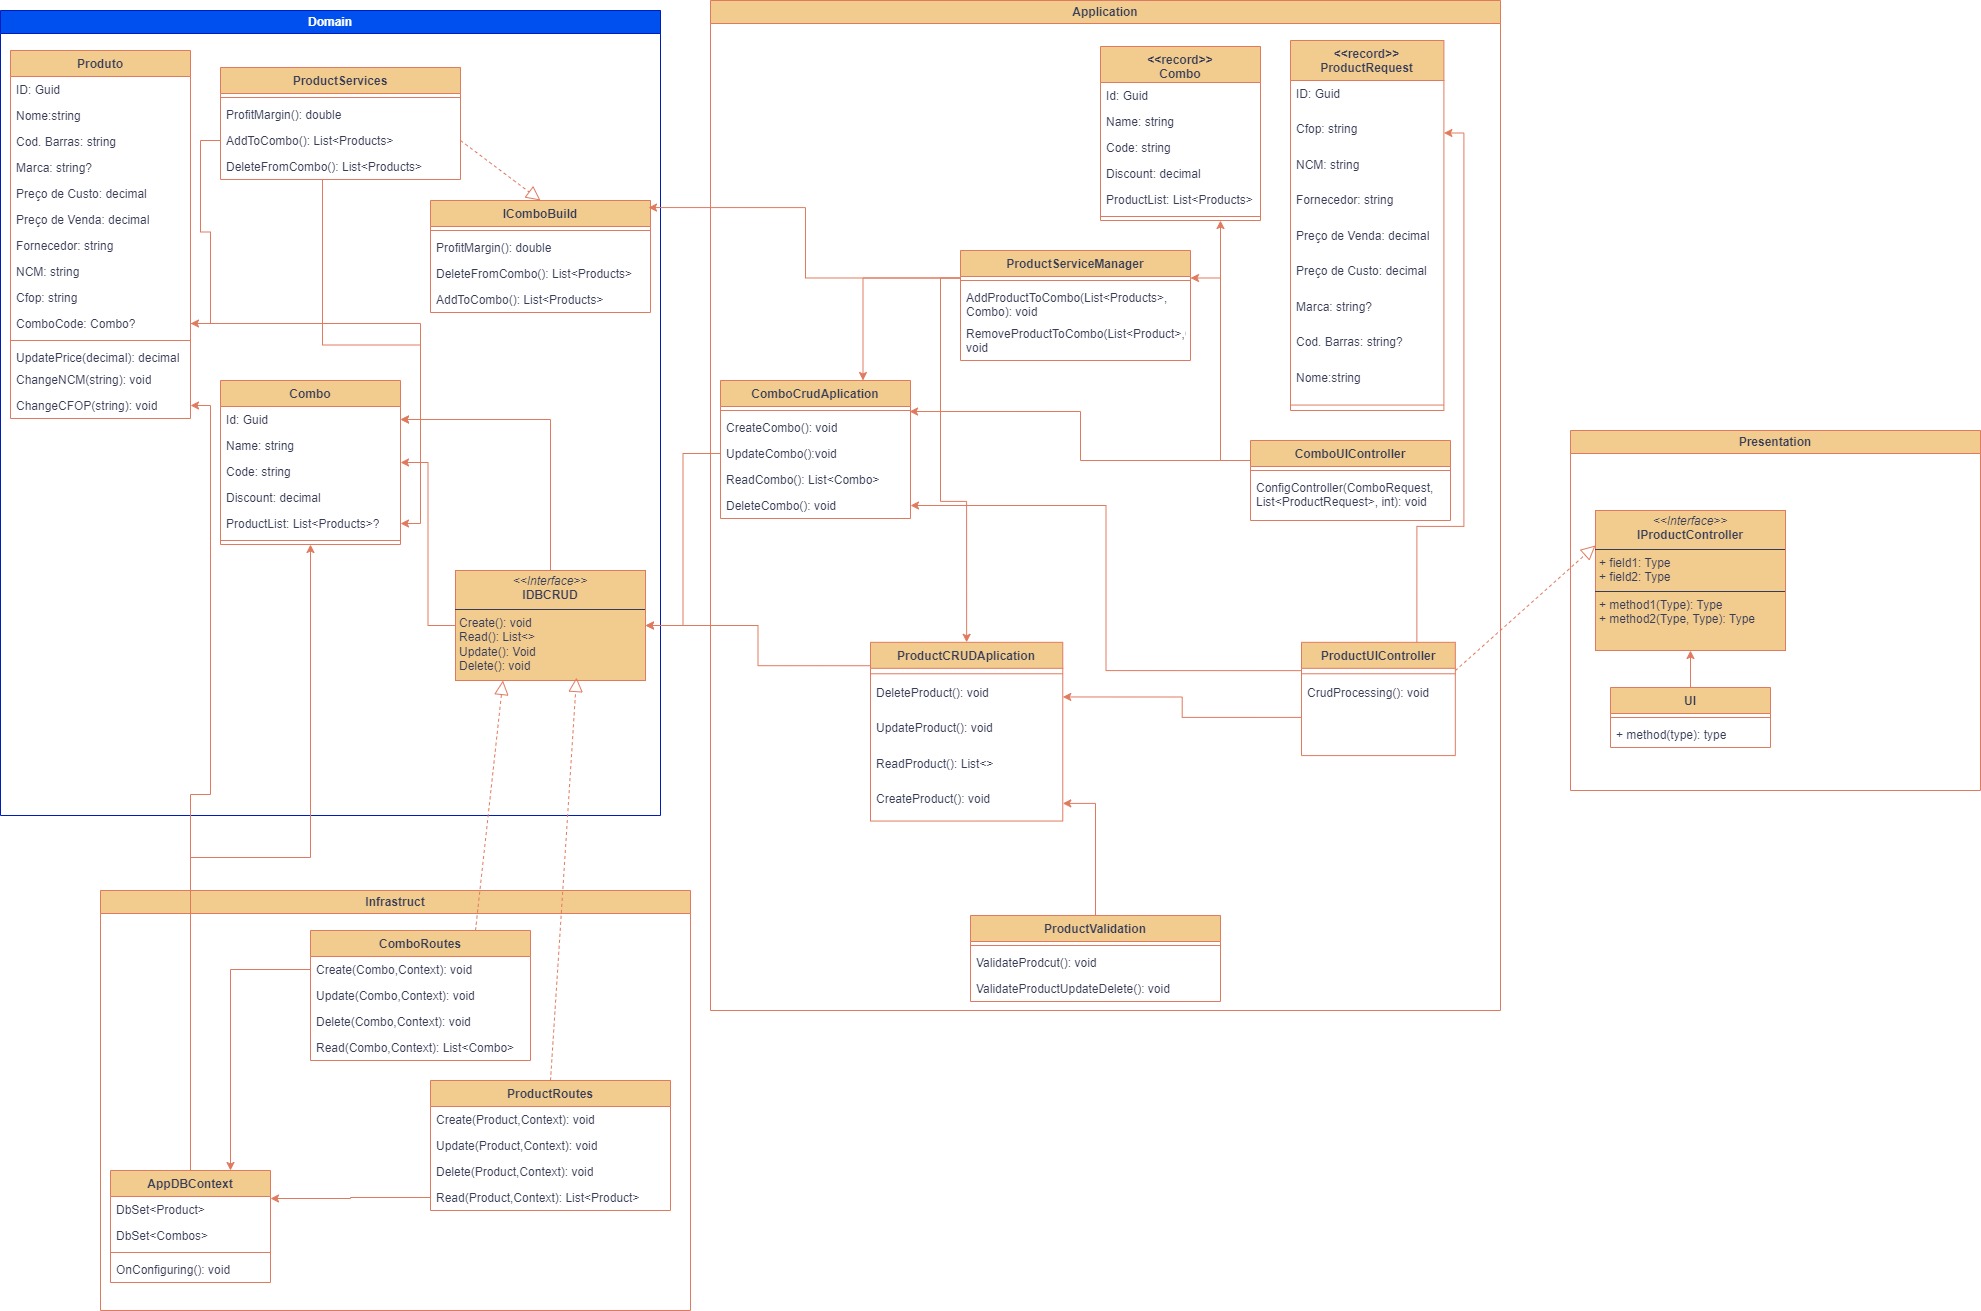 Domain
Produto
ID: Guid
Nome:string
Cod. Barras: string
Marca: string?
Preço de Custo: decimal
Preço de Venda: decimal
Fornecedor: string
NCM: string
Cfop: string
ComboCode: Combo?
UpdatePrice(decimal): decimal
ChangeNCM(string): void
ChangeCFOP(string): void
ProductServices
ProfitMargin(): double
AddToCombo(): List<Products>
DeleteFromCombo(): List<Products>
IComboBuild
ProfitMargin(): double
DeleteFromCombo(): List<Products>
AddToCombo(): List<Products>
Combo
Id: Guid
Name: string
Code: string
Discount: decimal
ProductList: List<Products>?
<<Interface>>
IDBCRUD
Create(): void
Read(): List<>
Update(): Void
Delete(): void
Application
<<record>>
Combo
Id: Guid
Name: string
Code: string
Discount: decimal
ProductList: List<Products>
<<record>>
ProductRequest
ID: Guid
Cfop: string
NCM: string
Fornecedor: string
Preço de Venda: decimal
Preço de Custo: decimal
Marca: string?
Cod. Barras: string?
Nome:string
ProductServiceManager
AddProductToCombo(List<Products>,
Combo): void
RemoveProductToCombo(List<Product>,
void
ComboCrudAplication
CreateCombo(): void
UpdateCombo():void
ReadCombo(): List<Combo>
DeleteCombo(): void
ComboUIController
ConfigController(ComboRequest,
List<ProductRequest>, int): void
ProductCRUDAplication
DeleteProduct(): void
UpdateProduct(): void
ReadProduct(): List<>
CreateProduct(): void
ProductUIController
CrudProcessing(): void
ProductValidation
ValidateProdcut(): void
ValidateProductUpdateDelete(): void
Presentation
<<Interface>>
IProductController
+ field1: Type
+ field2: Type
+ method1(Type): Type
+ method2(Type, Type): Type
UI
+ method(type): type
Infrastruct
ComboRoutes
Create(Combo,Context): void
Update(Combo,Context): void
Delete(Combo,Context): void
Read(Combo,Context): List<Combo>
ProductRoutes
Create(Product,Context): void
Update(Product,Context): void
Delete(Product,Context): void
Read(Product,Context): List<Product>
AppDBContext
DbSet<Product>
DbSet<Combos>
OnConfiguring(): void